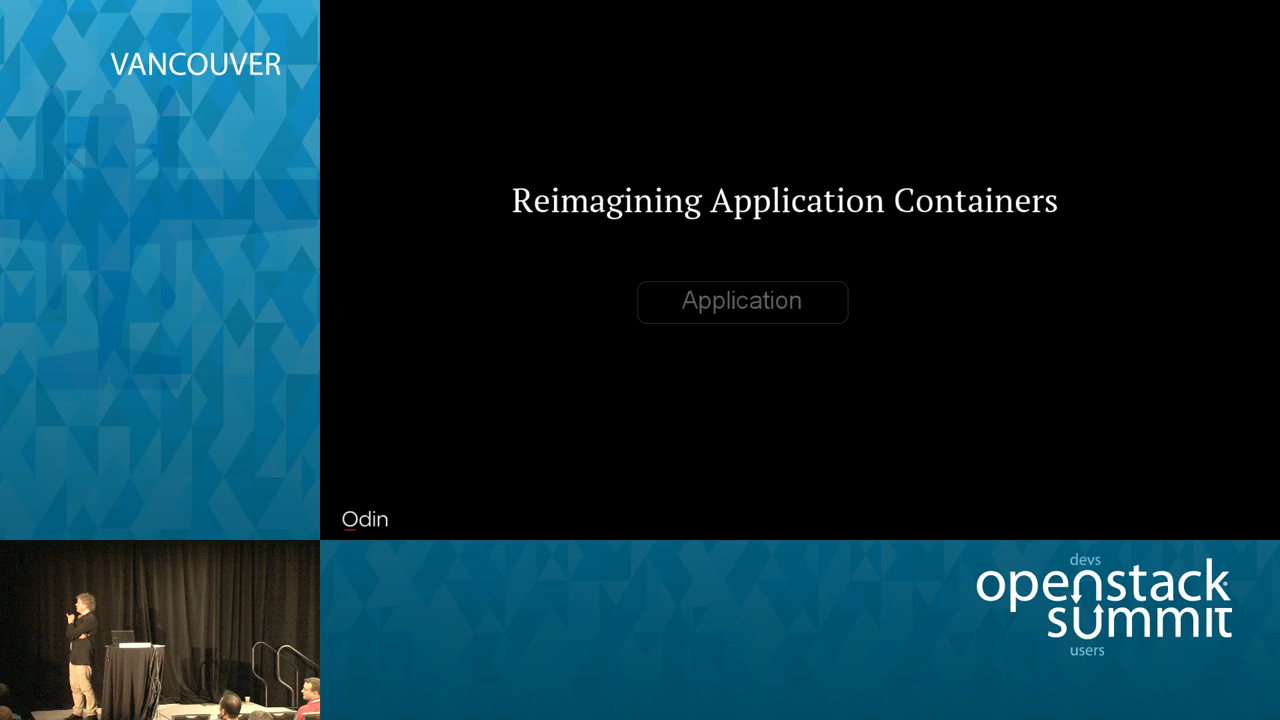 VANCOUVER
Reimagining Application Containers
Application
Odin
devs
openstack
summit
users